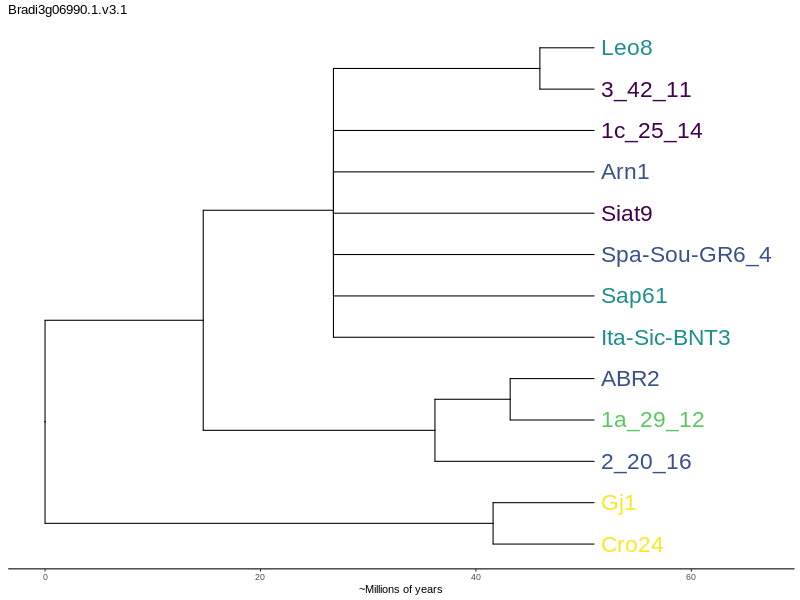 Bradi3g06990.1.v3.1
Leo8
3_42_11
1c_25_14
Arn1
Siat9
Spa-Sou-GR6_4
Sap61
Ita-Sic-BNT3
ABR2
1a_29_12
2_20_16
Gj1
Cro24
0 20 40 60
~Millions of years